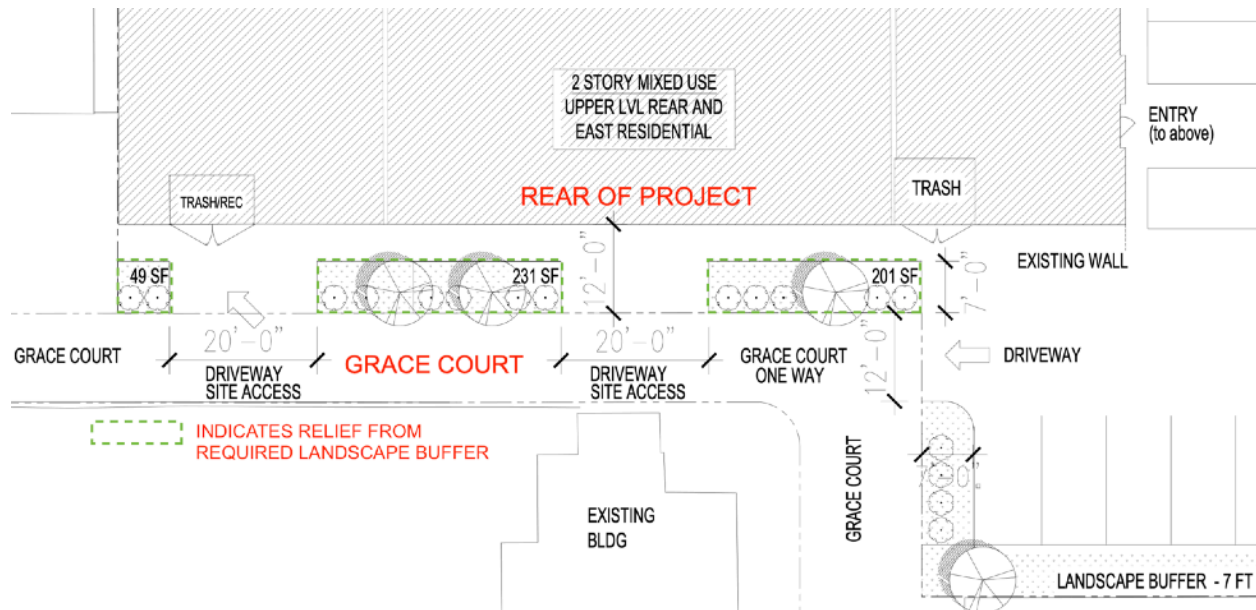 2 STORY MIXED USE
UPPER LVL REAR AND
EAST RESIDENTIAL
ENTRY
(to above)
TRASH/REC
REAR OF PROJECT
TRASH
49 SF
231 SF
12'-0"
201 SF
7'-0"
EXISTING WALL
GRACE COURT
20'-0"
DRIVEWAY
SITE ACCESS
GRACE COURT
20'-0"
DRIVEWAY
SITE ACCESS
GRACE COURT
ONE WAY
12'-0"
DRIVEWAY
INDICATES RELIEF FROM
REQUIRED LANDSCAPE BUFFER
EXISTING
BLDG
GRACE COURT
LANDSCAPE BUFFER - 7 FT